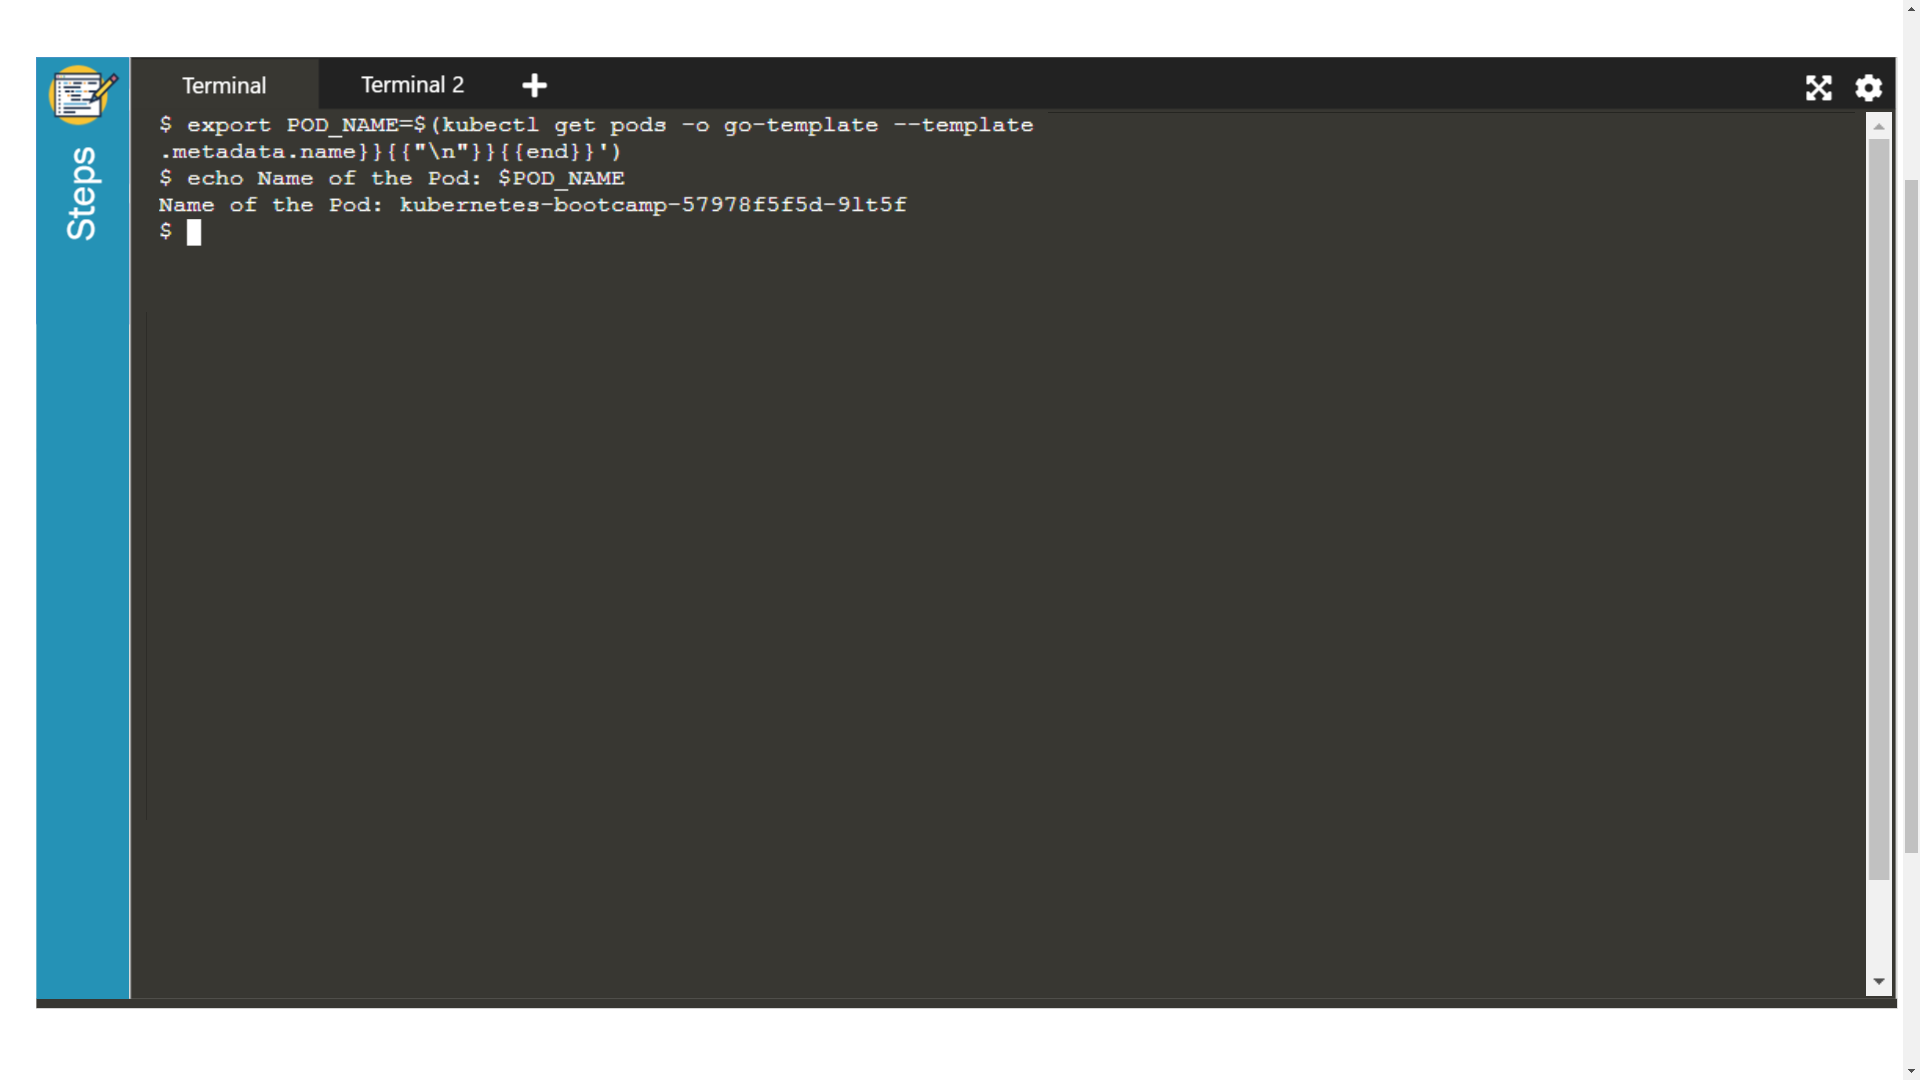 Steps
Terminal
Terminal 2
$ export POD_NAME=$(kubectl get pods -o go-template --template
.metadata.name}}{{"\n"}}{{end}}')
$ echo Name of the Pod: $POD_NAME
Name of the Pod: kubernetes-bootcamp-57978f5f5d-9lt5f
$